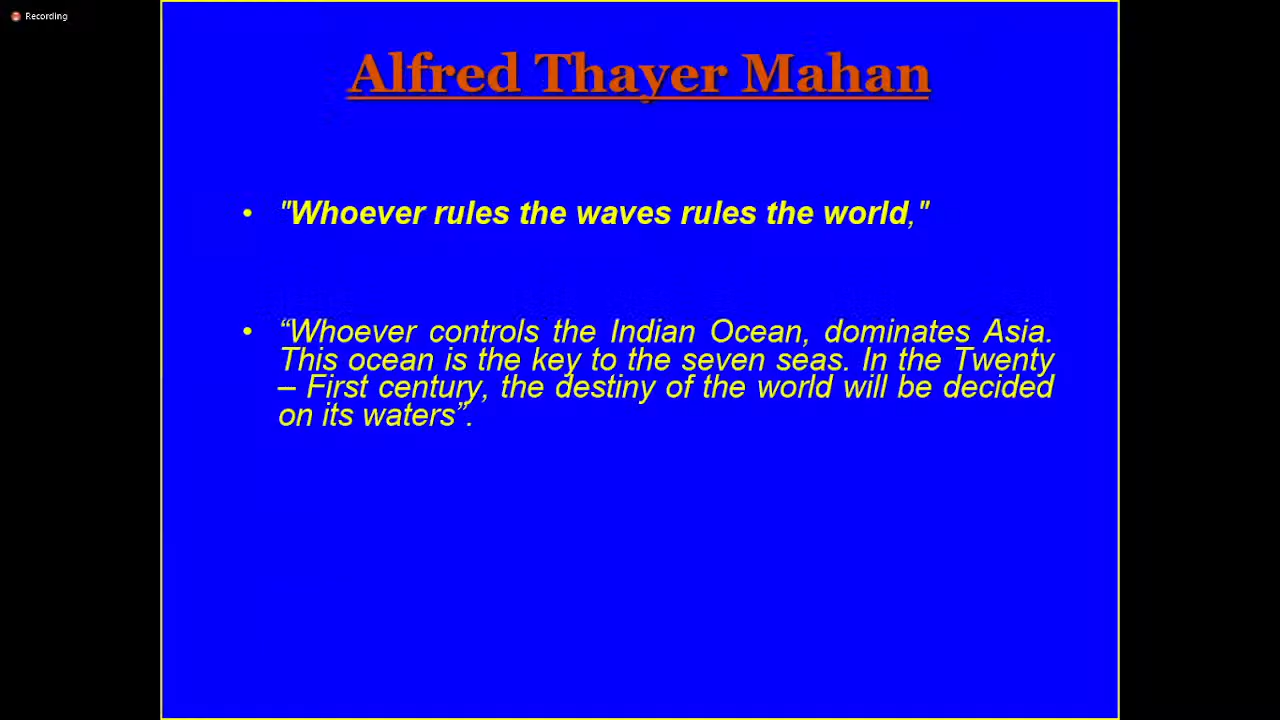 Recording
Alfred Thayer Mahan
• "Whoever rules the waves rules the world,"
• “Whoever controls the Indian Ocean, dominates Asia.
This ocean is the key to the seven seas. In the Twenty
– First century, the destiny of the world will be decided
on its waters”.